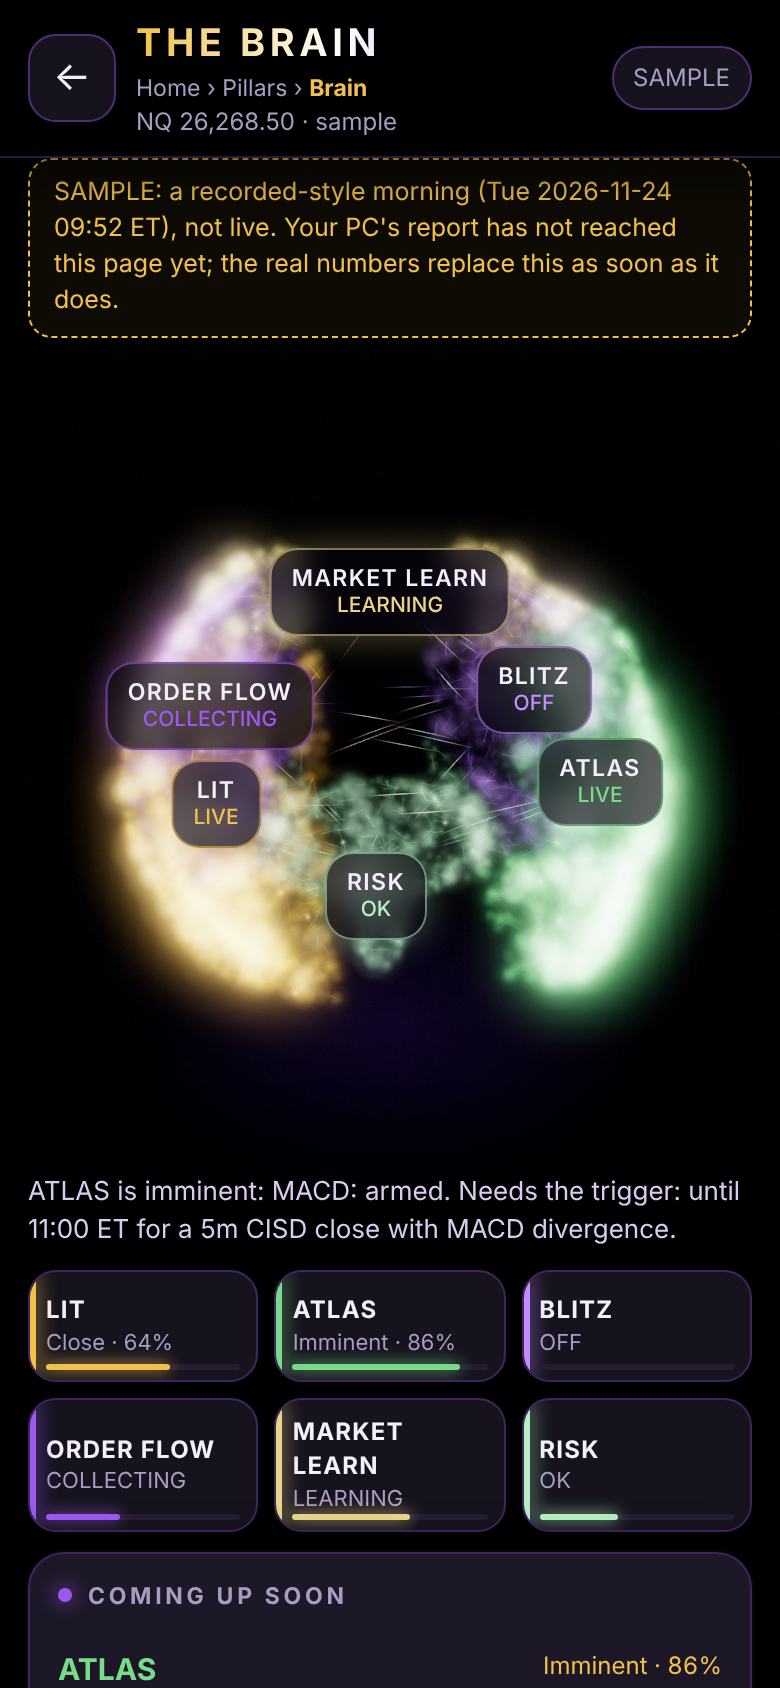 THE BRAIN
Home › Pillars › Brain
NQ 26,268.50 · sample
SAMPLE
SAMPLE: a recorded-style morning (Tue 2026-11-24
09:52 ET), not live. Your PC's report has not reached
this page yet; the real numbers replace this as soon as it
does.
MARKET LEARN
LEARNING
BLITZ
OFF
ORDER FLOW
COLLECTING
ATLAS
LIVE
LIT
LIVE
RISK
OK
ATLAS is imminent: MACD: armed. Needs the trigger: until
11:00 ET for a 5m CISD close with MACD divergence.
LIT
Close · 64%
ATLAS
Imminent · 86%
BLITZ
OFF
ORDER FLOW
COLLECTING
MARKET
LEARN
LEARNING
RISK
OK
COMING UP SOON
ATLAS
Imminent · 86%